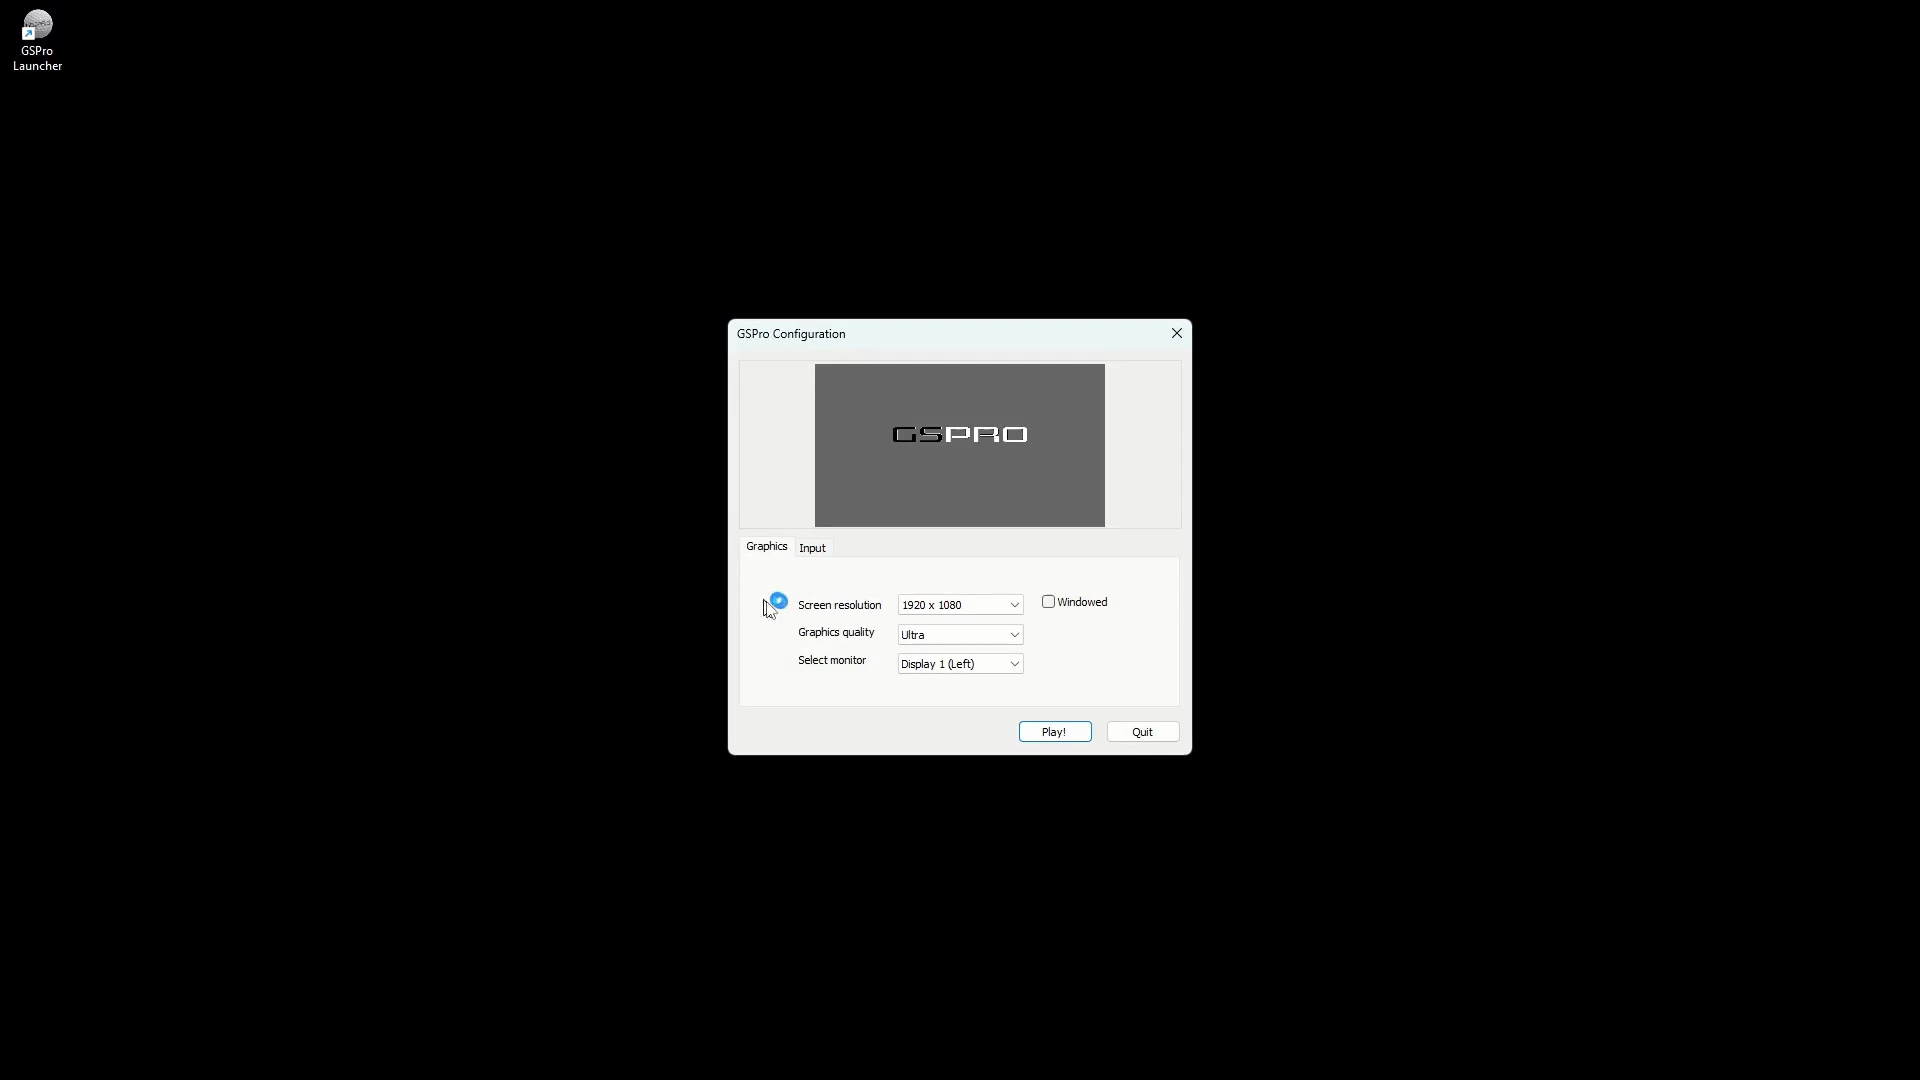 GSPro
Launcher
GSPro Configuration
GSPRO
Graphics
Input
Screen resolution
1920 x 1080
Windowed
Graphics quality
Ultra
Select monitor
Display 1 (Left)
Play!
Quit